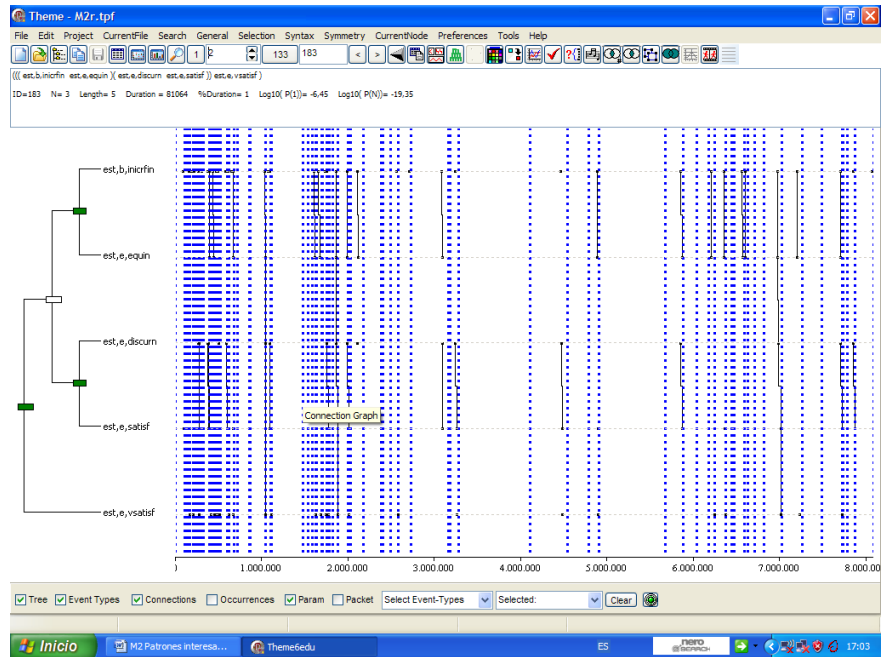 Theme - M2r.tpf
File Edit Project CurrentFile Search General Selection Syntax Symmetry CurrentNode Preferences Tools Help
1 2 133 183 < >
((( est,b,inicrfin est,e,equin )( est,e,discurn est,e,satisf )) est,e,vsatisf )
ID=183 N= 3 Length= 5 Duration = 81064 %Duration= 1 Log10( P(1))= -6,45 Log10( P(N))= -19,35
est,b,inicrfin
est,e,equin
est,e,discurn
Connection Graph
est,e,satisf
est,e,vsatisf
1.000.000 2.000.000 3.000.000 4.000.000 5.000.000 6.000.000 7.000.000 8.000.00
Tree Event Types Connections Occurrences Param Packet Select Event-Types Selected: Clear
Inicio M2 Patrones interesa... Theme6edu ES nero SEARCH 17:03